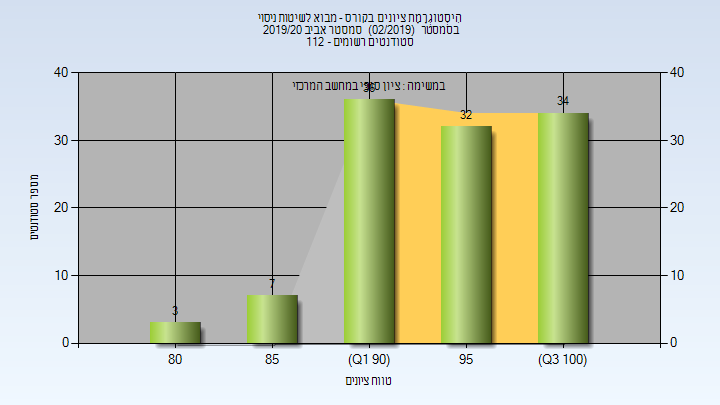 היסטוגרמת ציונים בקורס - מבוא לשיטות ניסוי
בסמסטר (02/2019) סמסטר אביב 2019/20
סטודנטים רשומים - 112
במשימה : ציון סופי במחשב המרכזי
40
30
20
10
0
40
30
20
10
0
3
7
36
32
34
80
85
(Q1 90)
95
(Q3 100)
מספר סטודנטים
טווח ציונים